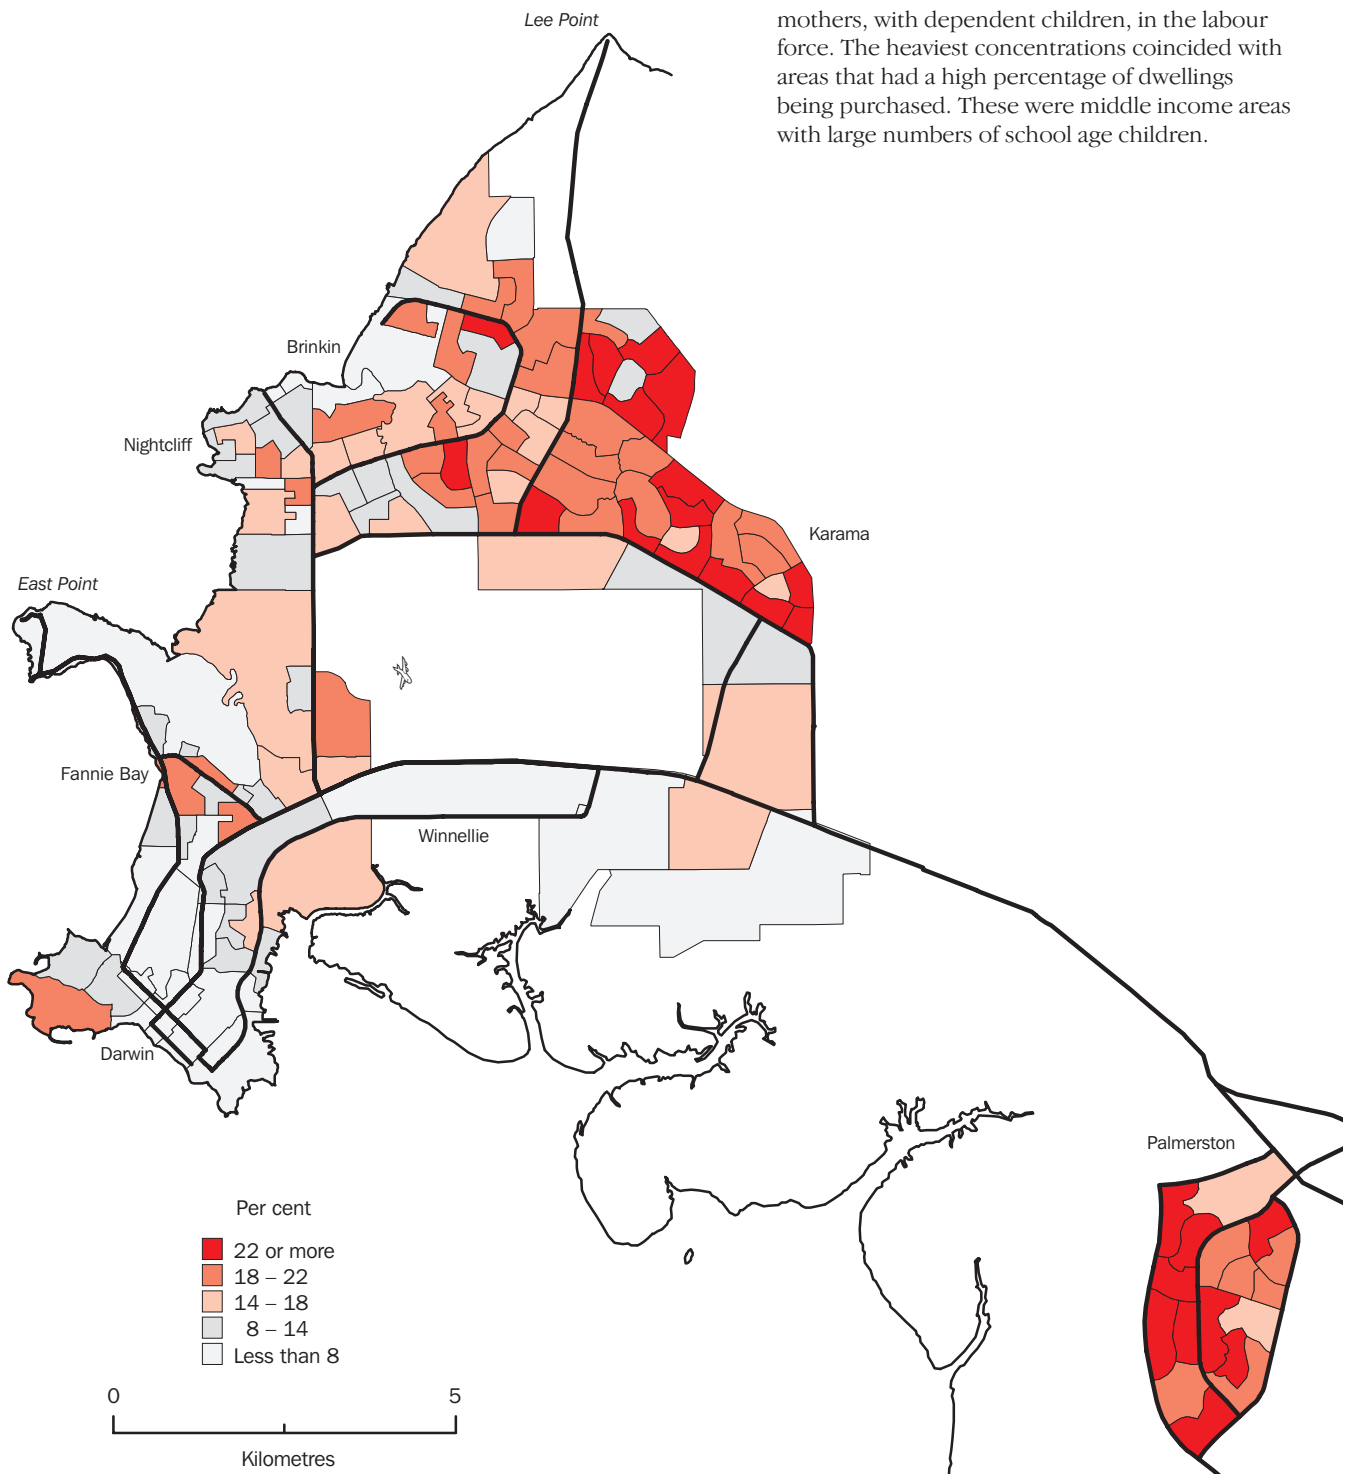 Lee Point
mothers, with dependent children, in the labour
force. The heaviest concentrations coincided with
areas that had a high percentage of dwellings
being purchased. These were middle income areas
with large numbers of school age children.
Brinkin
Nightcliff
Karama
East Point
Fannie Bay
Winnellie
Darwin
Palmerston
Per cent
22 or more
18 – 22
14 – 18
8 – 14
Less than 8
0 5
Kilometres